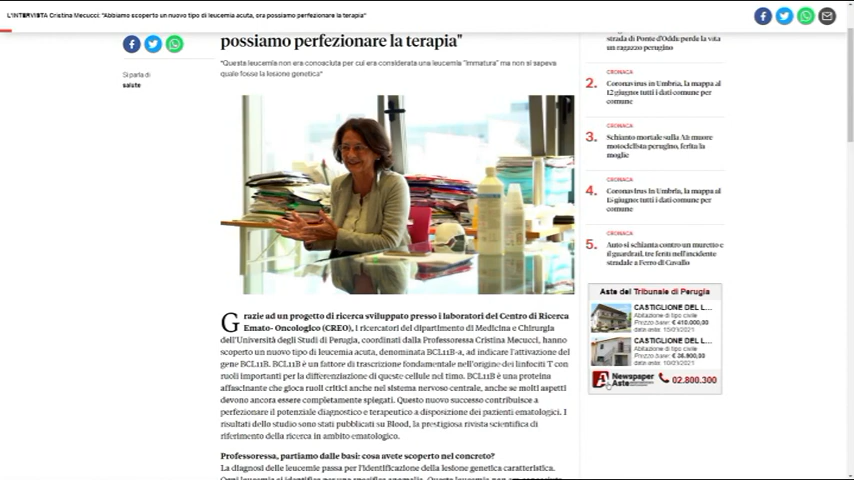 L'INTERVISTA Cristina Mecucci: "Abbiamo scoperto un nuovo tipo di leucemia acuta, ora possiamo perfezionare la terapia"
possiamo perfezionare la terapia"
"Questa leucemia non era conosciuta per cui era considerata una leucemia "immatura" ma non si sapeva
quale fosse la lesione genetica"
Si parla di
salute
Grazie ad un progetto di ricerca sviluppato presso i laboratori del Centro di Ricerca
Emato- Oncologico (CREO), i ricercatori del dipartimento di Medicina e Chirurgia
dell'Università degli Studi di Perugia, coordinati dalla Professoressa Cristina Mecucci, hanno
scoperto un nuovo tipo di leucemia acuta, denominata BCL11B-a, ad indicare l'attivazione del
gene BCL11B. BCL11B è un fattore di trascrizione fondamentale nell'origine dei linfociti T con
ruoli importanti per la differenziazione di queste cellule nel timo. BCL11B è una proteina
affascinante che gioca ruoli critici anche nel sistema nervoso centrale, anche se molti aspetti
devono ancora essere completamente spiegati. Questo nuovo successo contribuisce a
perfezionare il potenziale diagnostico e terapeutico a disposizione dei pazienti ematologici. I
risultati dello studio sono stati pubblicati su Blood, la prestigiosa rivista scientifica di
riferimento della ricerca in ambito ematologico.
Professoressa, partiamo dalle basi: cosa avete scoperto nel concreto?
La diagnosi delle leucemie passa per l'identificazione della lesione genetica caratteristica.
strada di Ponte d'Oddi: perde la vita
un ragazzo perugino
CRONACA
2. Coronavirus in Umbria, la mappa al
12 giugno: tutti i dati comune per
comune
CRONACA
3. Schianto mortale sulla A1: muore
motociclista perugino, ferita la
moglie
CRONACA
4. Coronavirus in Umbria, la mappa al
15 giugno: tutti i dati comune per
comune
CRONACA
5. Auto si schianta contro un muretto e
il guardrail, tre feriti nell'incidente
stradale a Ferro di Cavallo
Aste del Tribunale di Perugia
CASTIGLIONE DEL L...
Abitazione di tipo civile
Prezzo base: € 410.000,00
CASTIGLIONE DEL L...
Abitazione di tipo civile
Newspaper
Aste
02.800.300